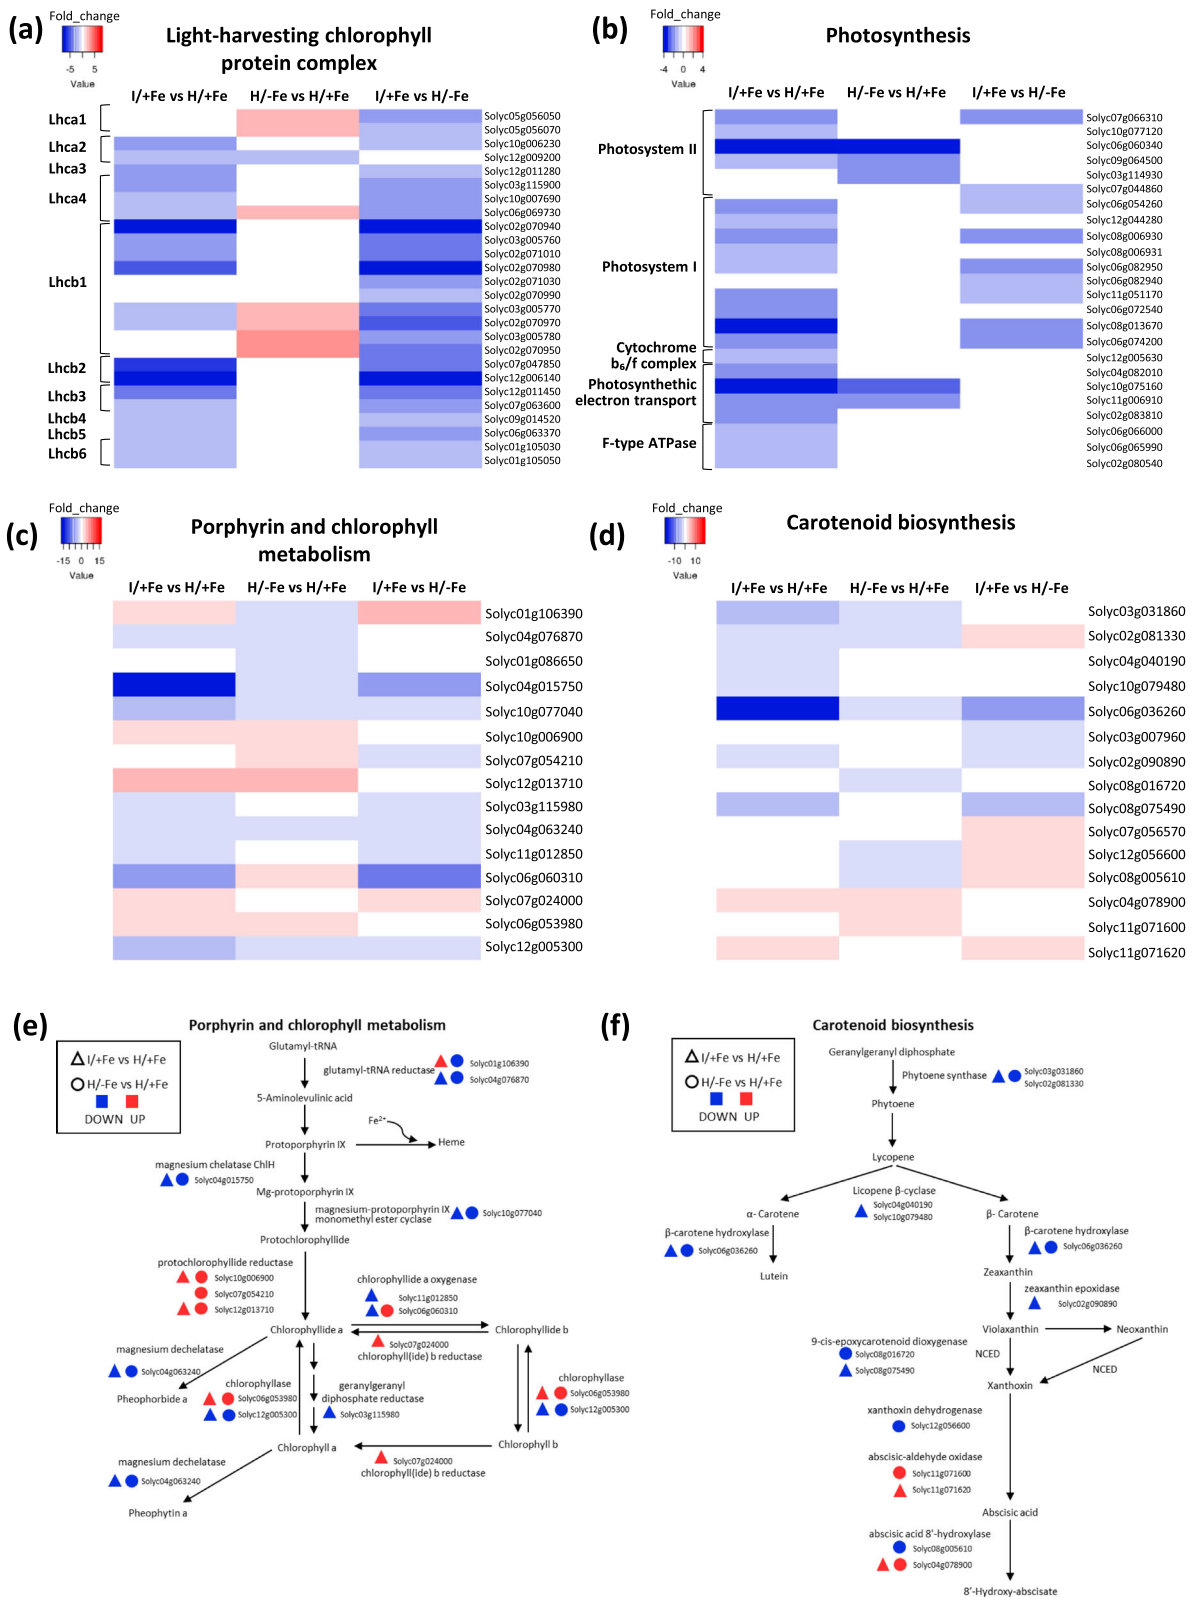 (a)
Fold_change
-5 5
Value
Light-harvesting chlorophyll
protein complex
I/+Fe vs H/+Fe H/-Fe vs H/+Fe I/+Fe vs H/-Fe
Lhca1
Lhca2
Lhca3
Lhca4
Lhcb1
Lhcb2
Lhcb3
Lhcb4
Lhcb5
Lhcb6
Solyc05g056050
Solyc05g056070
Solyc10g006230
Solyc12g009200
Solyc12g011280
Solyc03g115900
Solyc10g007690
Solyc06g069730
Solyc02g070940
Solyc03g005760
Solyc02g071010
Solyc02g070980
Solyc02g071030
Solyc02g070990
Solyc03g005770
Solyc02g070970
Solyc03g005780
Solyc02g070950
Solyc07g047850
Solyc12g006140
Solyc12g011450
Solyc07g063600
Solyc09g014520
Solyc06g063370
Solyc01g105030
Solyc01g105050
(b)
Fold_change
-4 0 4
Value
Photosynthesis
I/+Fe vs H/+Fe H/-Fe vs H/+Fe I/+Fe vs H/-Fe
Photosystem II
Photosystem I
Cytochrome
b₆/f complex
Photosynthethic
electron transport
F-type ATPase
Solyc07g066310
Solyc10g077120
Solyc06g060340
Solyc09g064500
Solyc03g114930
Solyc07g044860
Solyc06g054260
Solyc12g044280
Solyc08g006930
Solyc08g006931
Solyc06g082950
Solyc06g082940
Solyc11g051170
Solyc06g072540
Solyc08g013670
Solyc06g074200
Solyc12g005630
Solyc04g082010
Solyc10g075160
Solyc11g006910
Solyc02g083810
Solyc06g066000
Solyc06g065990
Solyc02g080540
(c)
Fold_change
-15 0 15
Value
Porphyrin and chlorophyll
metabolism
I/+Fe vs H/+Fe H/-Fe vs H/+Fe I/+Fe vs H/-Fe
Solyc01g106390
Solyc04g076870
Solyc01g086650
Solyc04g015750
Solyc10g077040
Solyc10g006900
Solyc07g054210
Solyc12g013710
Solyc03g115980
Solyc04g063240
Solyc11g012850
Solyc06g060310
Solyc07g024000
Solyc06g053980
Solyc12g005300
(d)
Fold_change
-10 10
Value
Carotenoid biosynthesis
I/+Fe vs H/+Fe H/-Fe vs H/+Fe I/+Fe vs H/-Fe
Solyc03g031860
Solyc02g081330
Solyc04g040190
Solyc10g079480
Solyc06g036260
Solyc03g007960
Solyc02g090890
Solyc08g016720
Solyc08g075490
Solyc07g056570
Solyc12g056600
Solyc08g005610
Solyc04g078900
Solyc11g071600
Solyc11g071620
(e)
Porphyrin and chlorophyll metabolism
I/+Fe vs H/+Fe
H/-Fe vs H/+Fe
DOWN UP
Glutamyl-tRNA
glutamyl-tRNA reductase
Solyc01g106390
Solyc04g076870
5-Aminolevulinic acid
Fe²⁺
Protoporphyrin IX
Heme
magnesium chelatase ChlH
Solyc04g015750
Mg-protoporphyrin IX
magnesium-protoporphyrin IX
monomethyl ester cyclase
Solyc10g077040
Protochlorophyllide
protochlorophyllide reductase
Solyc10g006900
Solyc07g054210
Solyc12g013710
chlorophyllide a oxygenase
Solyc11g012850
Solyc06g060310
Chlorophyllide a
Chlorophyllide b
Solyc07g024000
chlorophyll(ide) b reductase
magnesium dechelatase
Solyc04g063240
Pheophorbide a
chlorophyllase
Solyc06g053980
Solyc12g005300
geranylgeranyl
diphosphate reductase
Solyc03g115980
chlorophyllase
Solyc06g053980
Solyc12g005300
Chlorophyll a
Chlorophyll b
Solyc07g024000
chlorophyll(ide) b reductase
magnesium dechelatase
Solyc04g063240
Pheophytin a
(f)
Carotenoid biosynthesis
I/+Fe vs H/+Fe
H/-Fe vs H/+Fe
DOWN UP
Geranylgeranyl diphosphate
Phytoene synthase
Solyc03g031860
Solyc02g081330
Phytoene
Lycopene
Licopene β-cyclase
Solyc04g040190
Solyc10g079480
α- Carotene
β- Carotene
β-carotene hydroxylase
Solyc06g036260
β-carotene hydroxylase
Solyc06g036260
Lutein
Zeaxanthin
zeaxanthin epoxidase
Solyc02g090890
Violaxanthin
Neoxanthin
9-cis-epoxycarotenoid dioxygenase
Solyc08g016720
Solyc08g075490
NCED
NCED
Xanthoxin
xanthoxin dehydrogenase
Solyc12g056600
abscisic-aldehyde oxidase
Solyc11g071600
Solyc11g071620
Abscisic acid
abscisic acid 8’-hydroxylase
Solyc08g005610
Solyc04g078900
8’-Hydroxy-abscisate